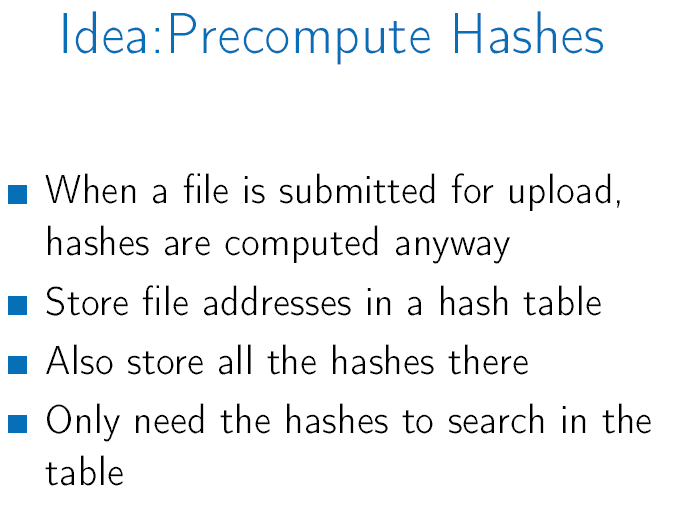 Idea:Precompute Hashes
When a file is submitted for upload,
hashes are computed anyway
Store file addresses in a hash table
Also store all the hashes there
Only need the hashes to search in the
table